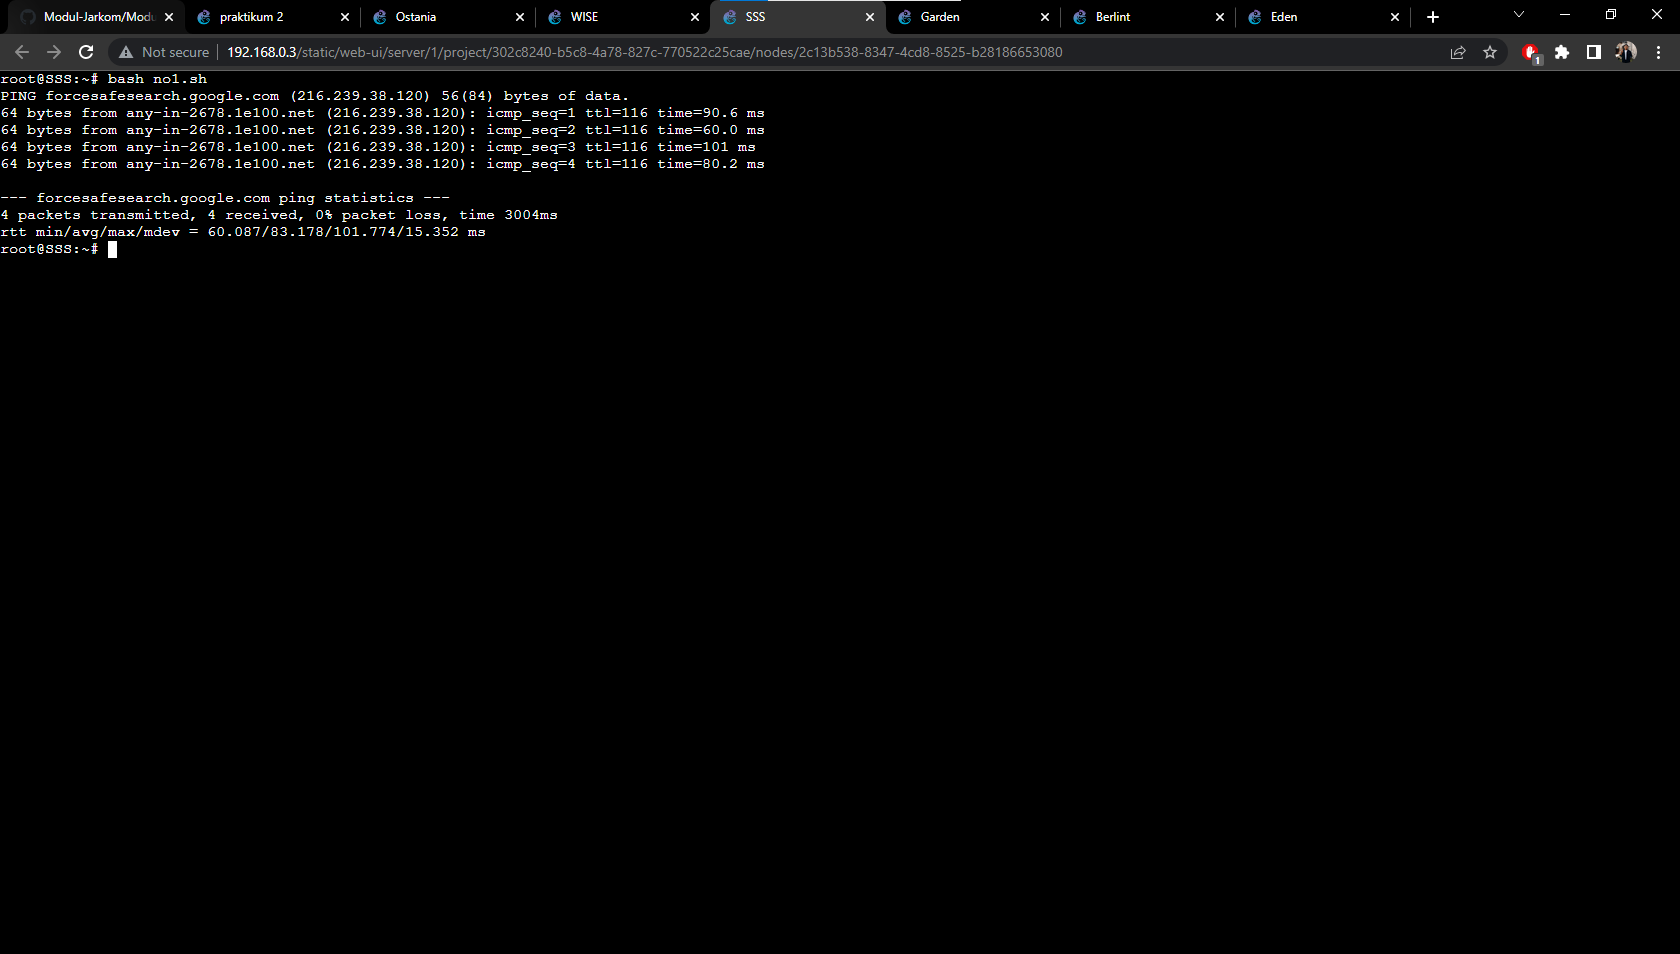 Modul-Jarkom/Modu
praktikum 2
Ostania
WISE
SSS
Garden
Berlint
Eden
Not secure
192.168.0.3/static/web-ui/server/1/project/302c8240-b5c8-4a78-827c-770522c25cae/nodes/2c13b538-8347-4cd8-8525-b28186653080
1
root@SSS:~# bash no1.sh
PING forcesafesearch.google.com (216.239.38.120) 56(84) bytes of data.
64 bytes from any-in-2678.1e100.net (216.239.38.120): icmp_seq=1 ttl=116 time=90.6 ms
64 bytes from any-in-2678.1e100.net (216.239.38.120): icmp_seq=2 ttl=116 time=60.0 ms
64 bytes from any-in-2678.1e100.net (216.239.38.120): icmp_seq=3 ttl=116 time=101 ms
64 bytes from any-in-2678.1e100.net (216.239.38.120): icmp_seq=4 ttl=116 time=80.2 ms
--- forcesafesearch.google.com ping statistics ---
4 packets transmitted, 4 received, 0% packet loss, time 3004ms
rtt min/avg/max/mdev = 60.087/83.178/101.774/15.352 ms
root@SSS:~#